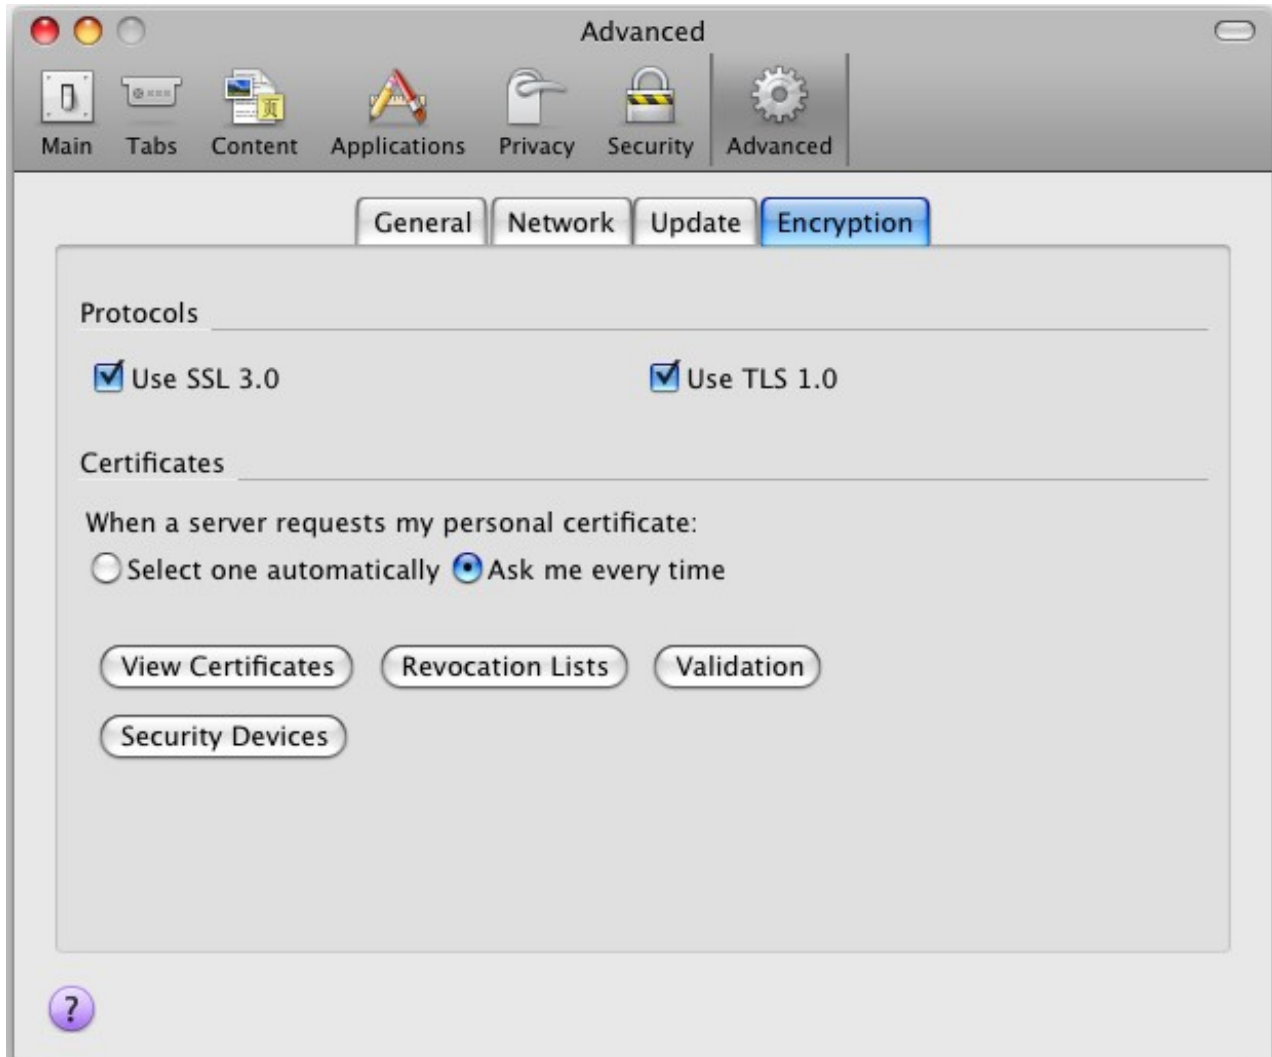 Advanced
页
Main Tabs Content Applications Privacy Security Advanced
General Network Update Encryption
Protocols
Use SSL 3.0 Use TLS 1.0
Certificates
When a server requests my personal certificate:
Select one automatically Ask me every time
View Certificates Revocation Lists Validation
Security Devices
?